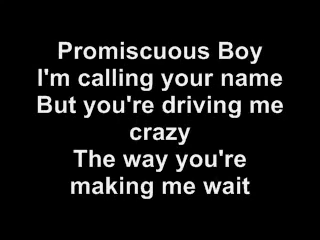 Promiscuous Boy
I'm calling your name
But you're driving me
crazy
The way you're
making me wait